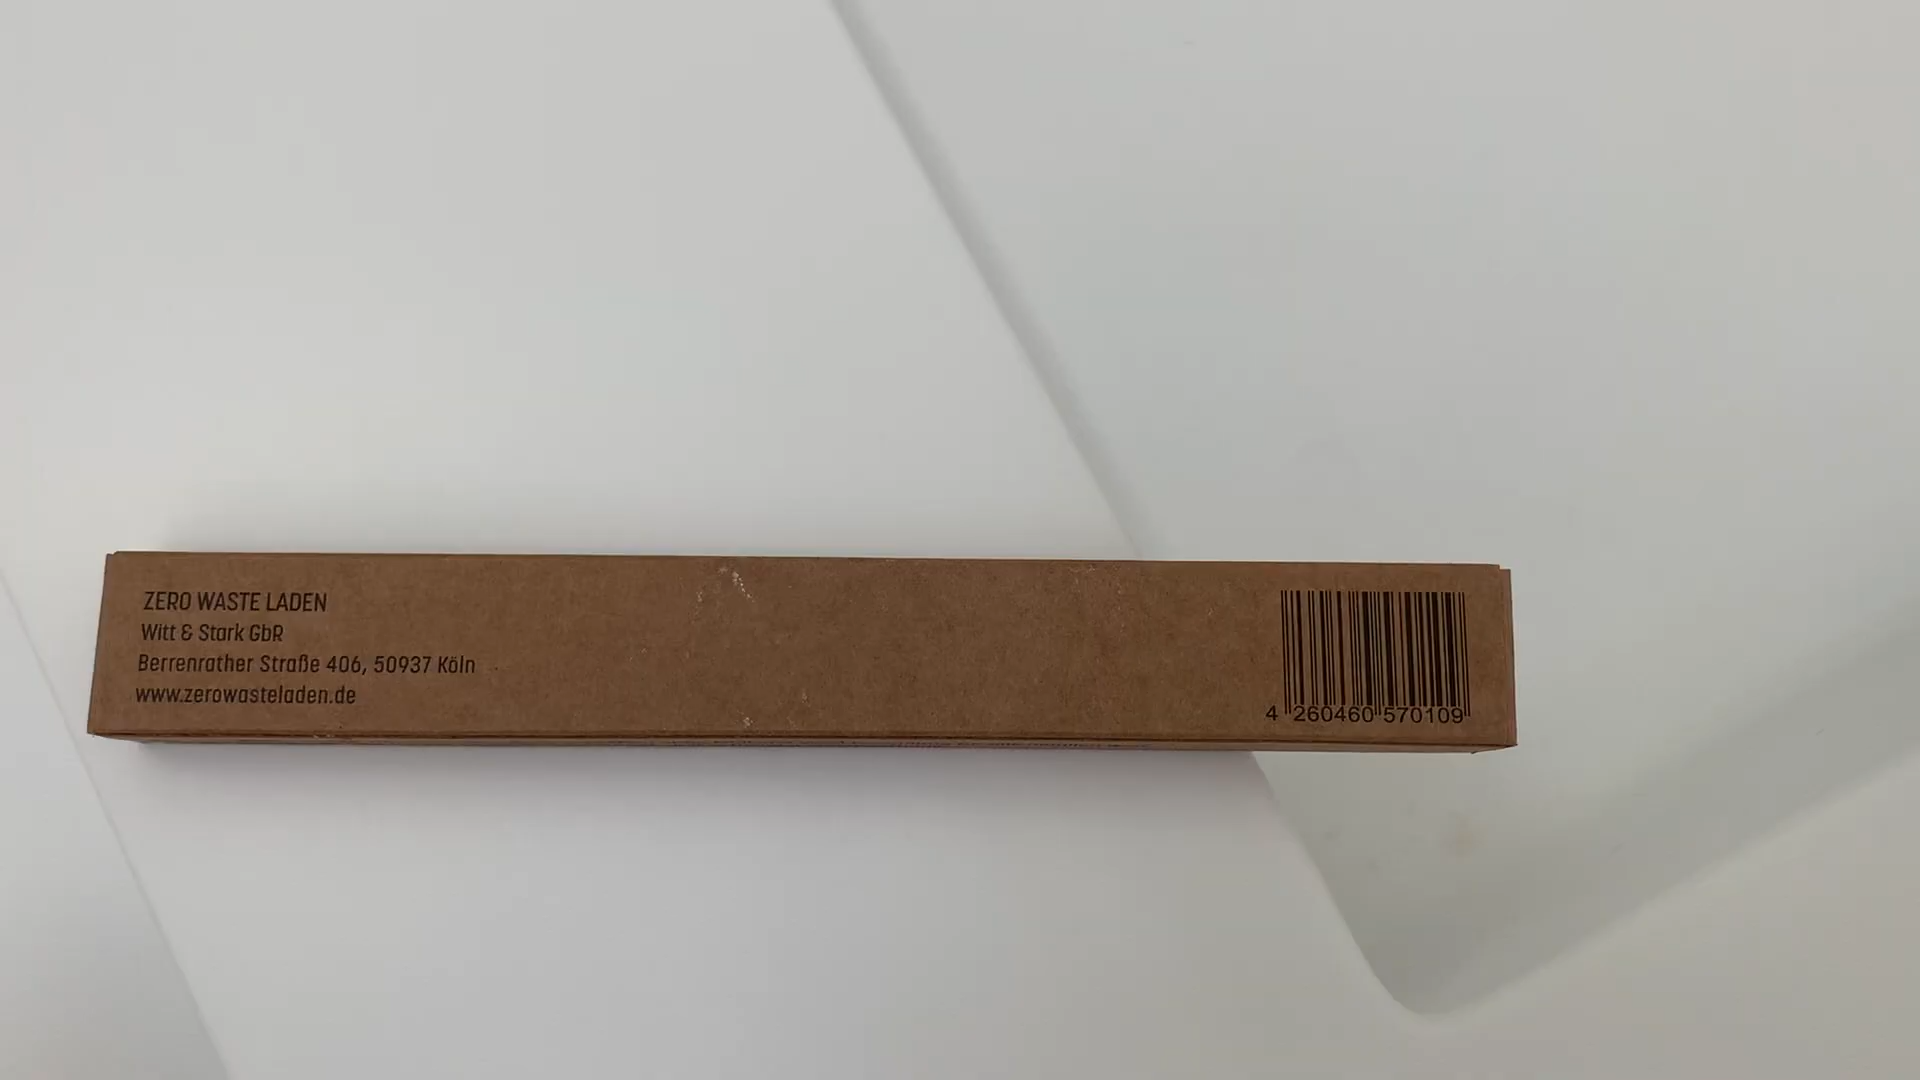 ZERO WASTE LADEN
Witt & Stark GbR
Berrenrather Straße 406, 50937 Köln
www.zerowasteladen.de
4 260460 570109